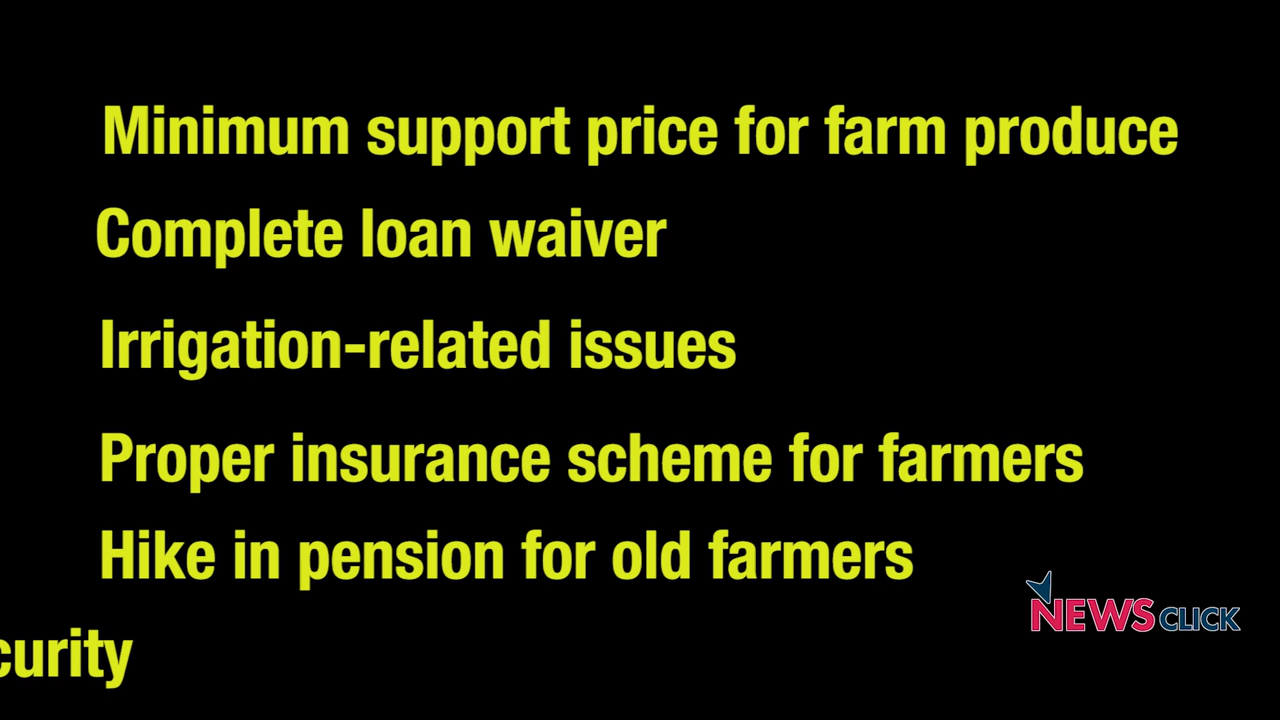 Minimum support price for farm produce
Complete loan waiver
Irrigation-related issues
Proper insurance scheme for farmers
Hike in pension for old farmers
NEWSCLICK
curity